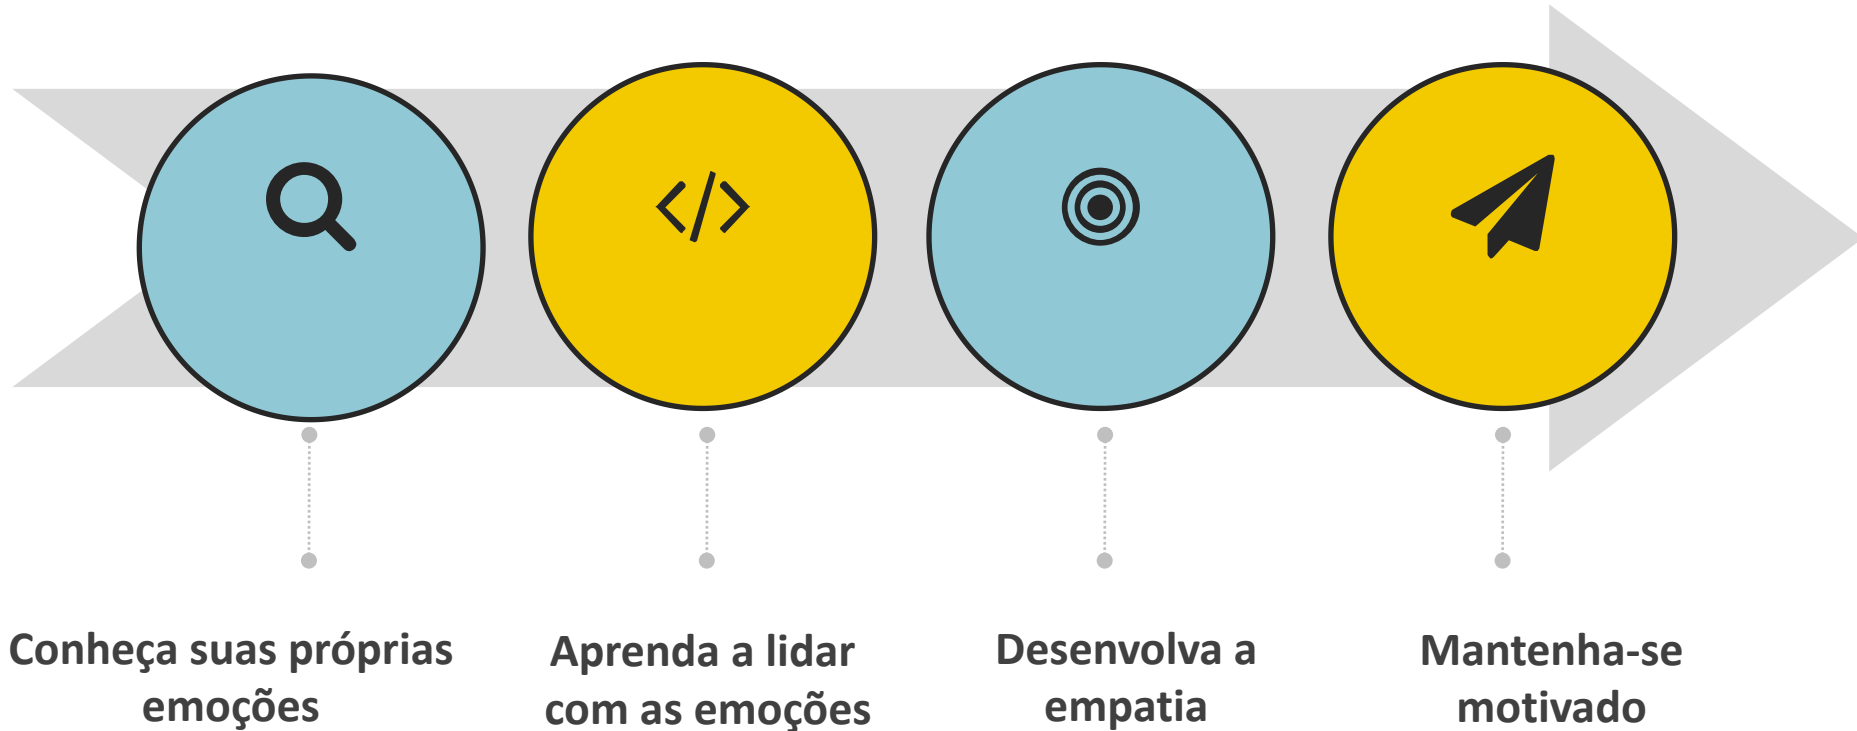 Conheça suas próprias
emoções
Aprenda a lidar
com as emoções
Desenvolva a
empatia
Mantenha-se
motivado